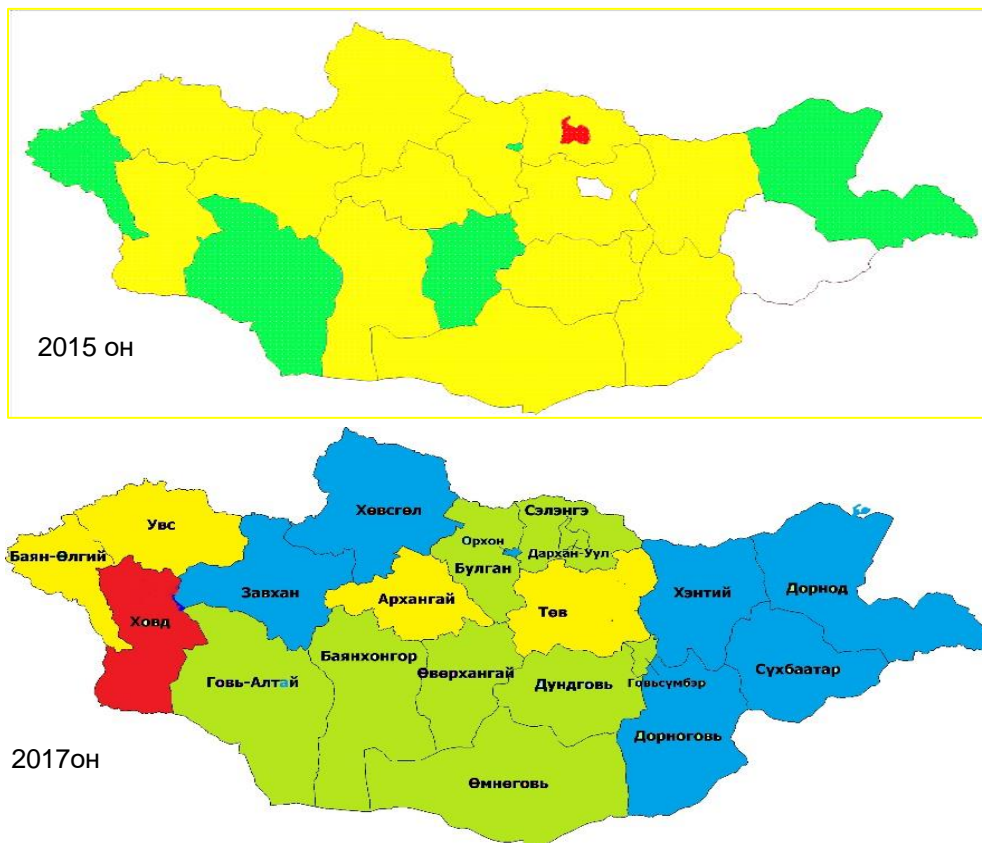 2015 он
Хөвсгөл
Сэлэнгэ
Увс
Орхон
Баян-Өлгий
Дархан-Уул
Булган
Хэнтий
Дорнод
Завхан
Архангай
Төв
Ховд
Баянхонгор
Өвөрхангай
Сүхбаатар
Говь-Алтай
Дундговь
Говьсүмбэр
Дорноговь
2017он
Өмнөговь